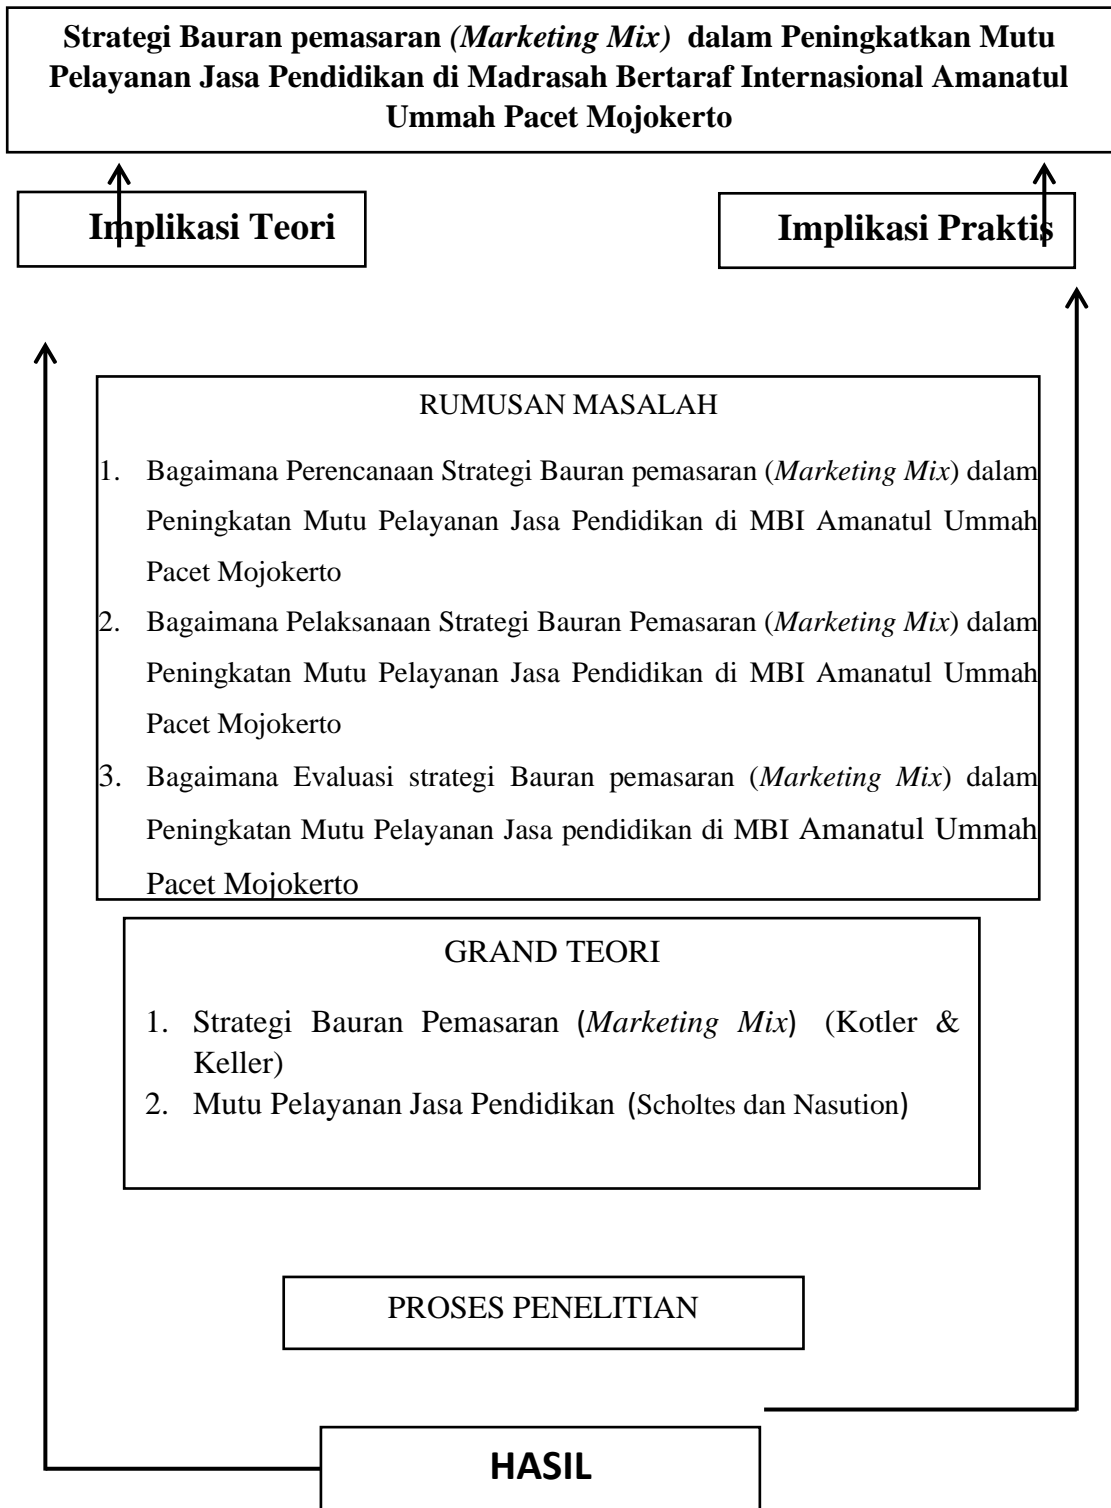 Strategi Bauran pemasaran (Marketing Mix) dalam Peningkatkan Mutu
Pelayanan Jasa Pendidikan di Madrasah Bertaraf Internasional Amanatul
Ummah Pacet Mojokerto
Implikasi Teori
Implikasi Praktis
RUMUSAN MASALAH
1. Bagaimana Perencanaan Strategi Bauran pemasaran (Marketing Mix) dalam
Peningkatan Mutu Pelayanan Jasa Pendidikan di MBI Amanatul Ummah
Pacet Mojokerto
2. Bagaimana Pelaksanaan Strategi Bauran Pemasaran (Marketing Mix) dalam
Peningkatan Mutu Pelayanan Jasa Pendidikan di MBI Amanatul Ummah
Pacet Mojokerto
3. Bagaimana Evaluasi strategi Bauran pemasaran (Marketing Mix) dalam
Peningkatan Mutu Pelayanan Jasa pendidikan di MBI Amanatul Ummah
Pacet Mojokerto
GRAND TEORI
1. Strategi Bauran Pemasaran (Marketing Mix) (Kotler &
Keller)
2. Mutu Pelayanan Jasa Pendidikan (Scholtes dan Nasution)
PROSES PENELITIAN
HASIL